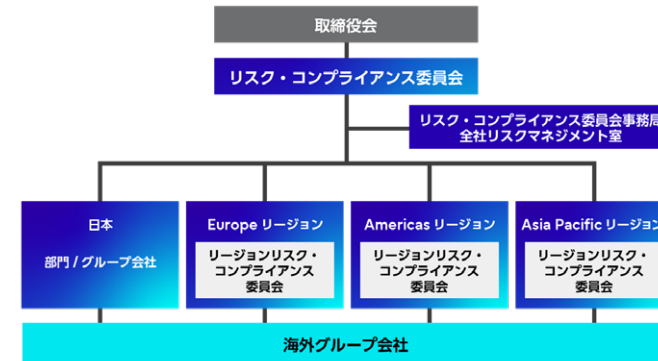 取締役会
リスク・コンプライアンス委員会
リスク・コンプライアンス委員会事務局
全社リスクマネジメント室
日本
部門 / グループ会社
Europe リージョン
リージョンリスク・
コンプライアンス
委員会
Americas リージョン
リージョンリスク・
コンプライアンス
委員会
Asia Pacific リージョン
リージョンリスク・
コンプライアンス
委員会
海外グループ会社